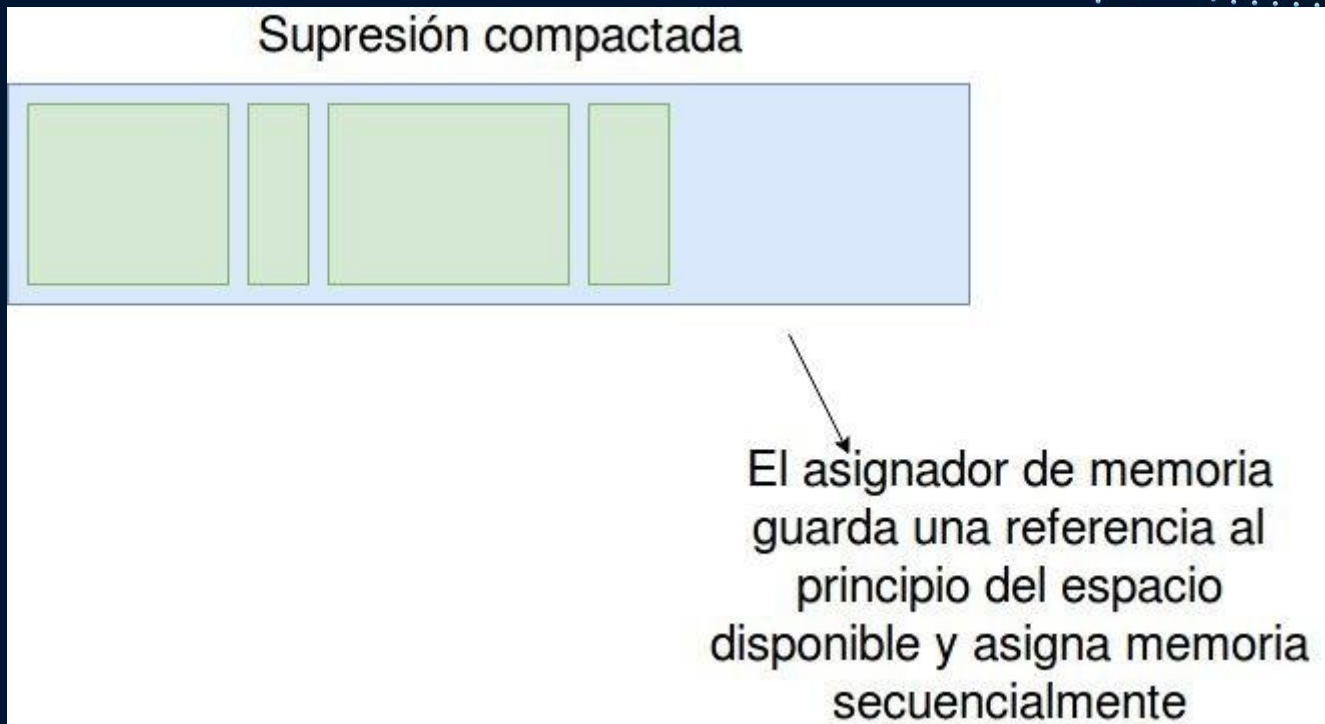 Supresión compactada
El asignador de memoria
guarda una referencia al
principio del espacio
disponible y asigna memoria
secuencialmente